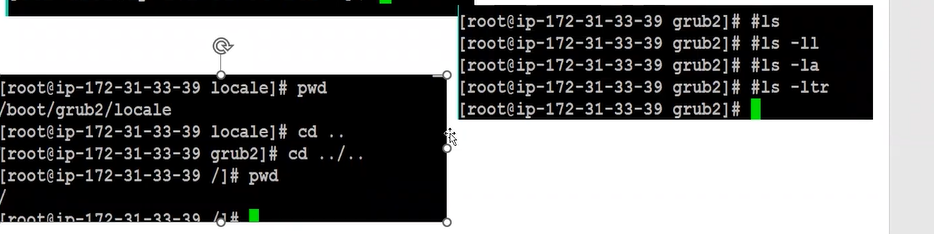 [root@ip-172-31-33-39 grub2]# #ls
[root@ip-172-31-33-39 grub2]# #ls -ll
[root@ip-172-31-33-39 grub2]# #ls -la
[root@ip-172-31-33-39 grub2]# #ls -ltr
[root@ip-172-31-33-39 grub2]#
[root@ip-172-31-33-39 locale]# pwd
/boot/grub2/locale
[root@ip-172-31-33-39 locale]# cd ..
[root@ip-172-31-33-39 grub2]# cd ../..
[root@ip-172-31-33-39 /]# pwd
/
[root@ip-172-31-33-39 /]#